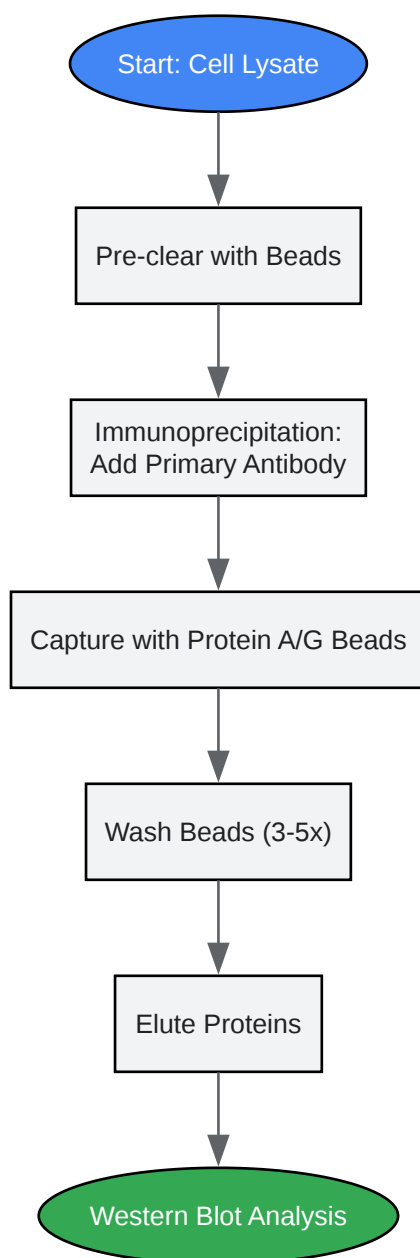 Start: Cell Lysate
Pre-clear with Beads
Immunoprecipitation:
Add Primary Antibody
Capture with Protein A/G Beads
Wash Beads (3-5x)
Elute Proteins
Western Blot Analysis